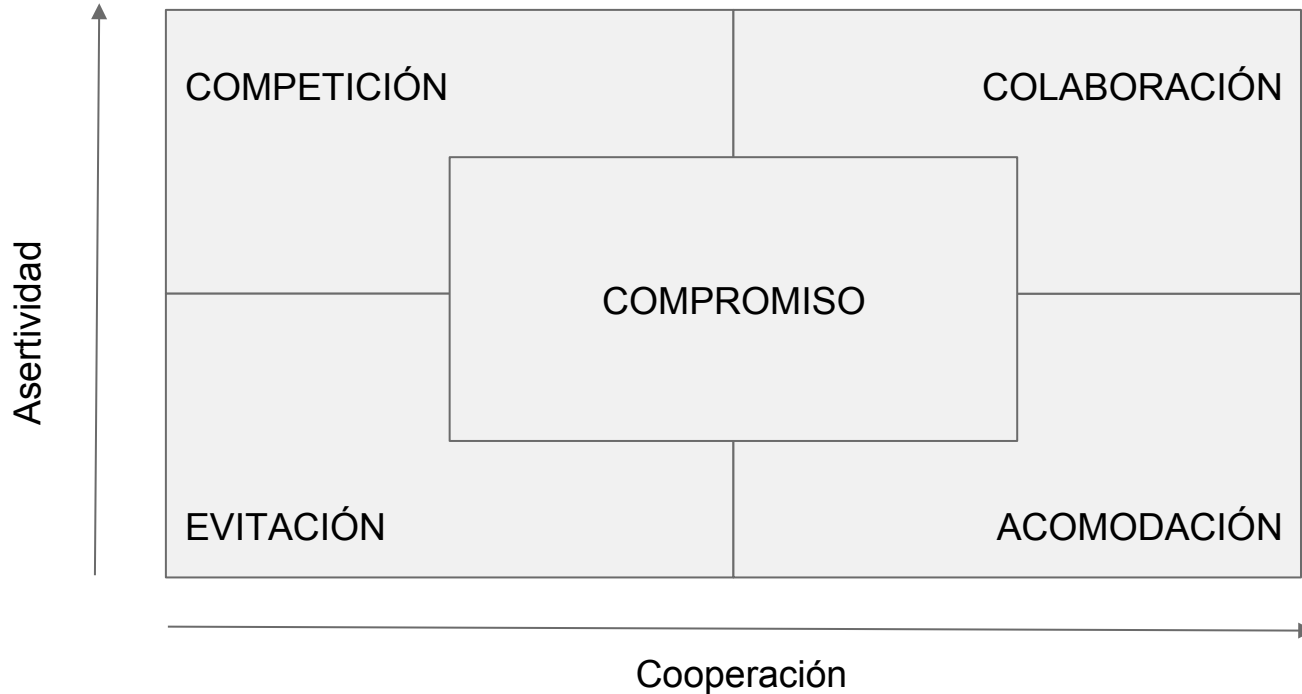 COMPETICIÓN
COLABORACIÓN
Asertividad
COMPROMISO
EVITACIÓN
ACOMODACIÓN
Cooperación